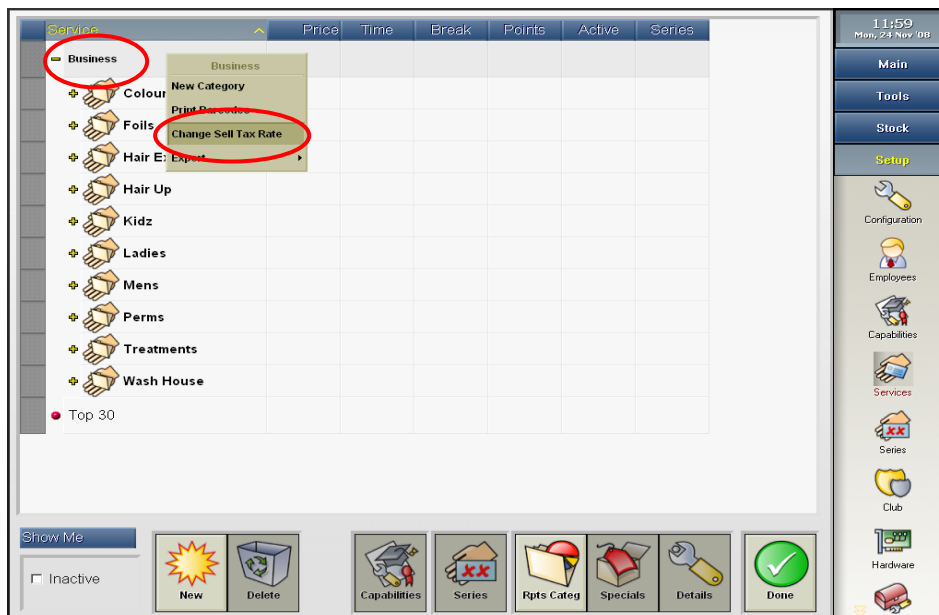 Service Price Time Break Points Active Series
Business
Business
New Category
Colour
Print Barcodes
Foils
Change Sell Tax Rate
Hair E
Export
Hair Up
Kidz
Ladies
Mens
Perms
Treatments
Wash House
Top 30
Show Me
Inactive
New Delete Capabilities Series Rpts Categ Specials Details Done
11:59
Mon, 24 Nov '08
Main
Tools
Stock
Setup
Configuration
Employees
Capabilities
Services
Series
Club
Hardware